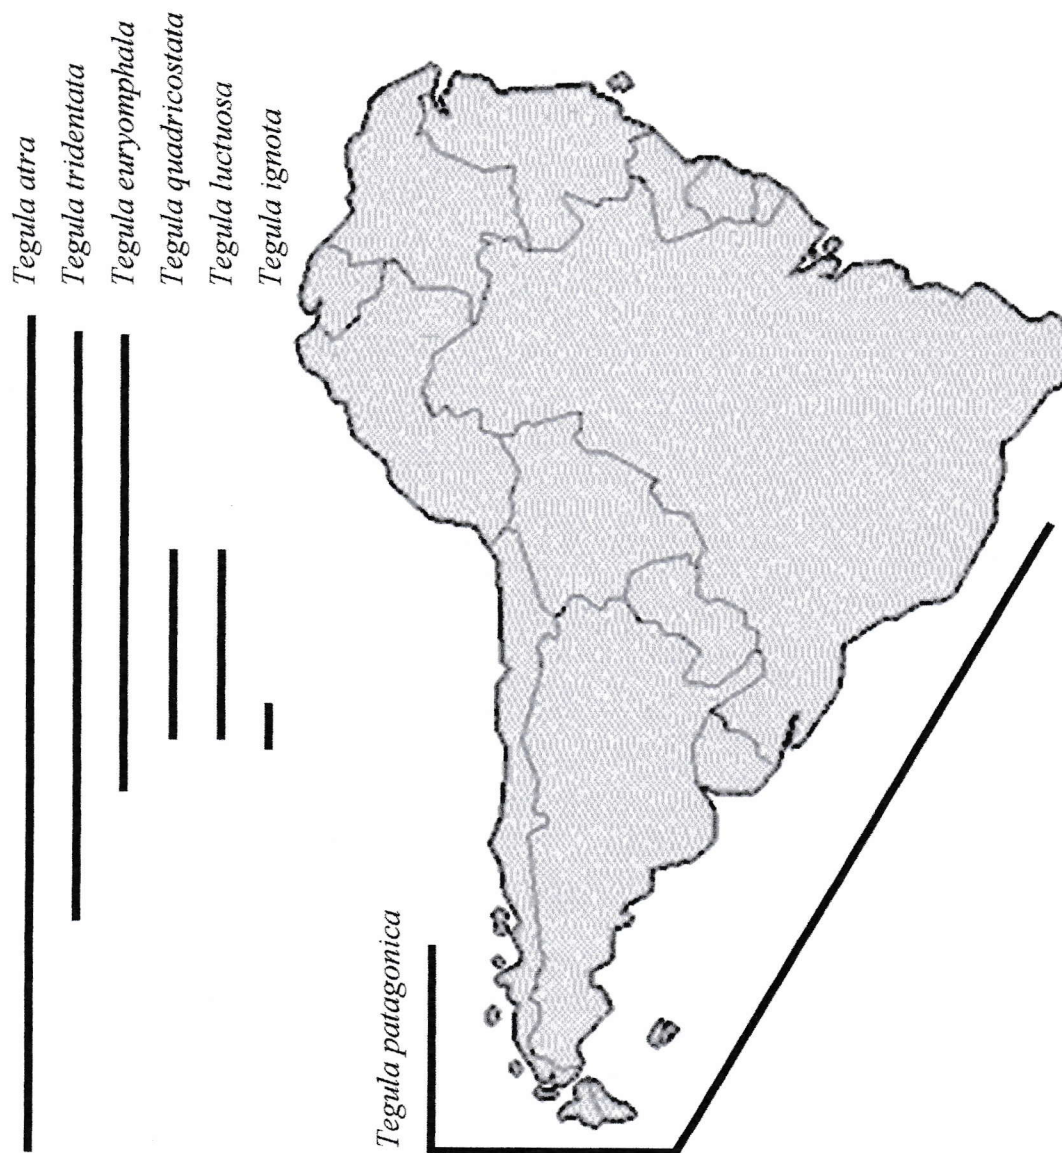 Tegula atra
Tegula tridentata
Tegula euryomphala
Tegula quadricostata
Tegula luctuosa
Tegula ignota
Tegula patagonica